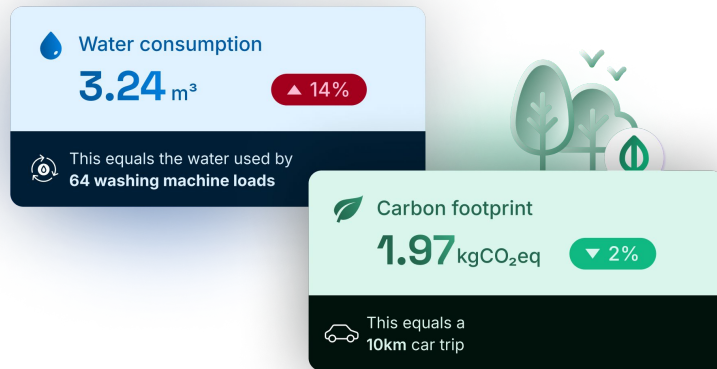 Water consumption
3.24 m³
▲ 14%
This equals the water used by
64 washing machine loads
Carbon footprint
1.97 kgCO₂eq
▼ 2%
This equals a
10km car trip